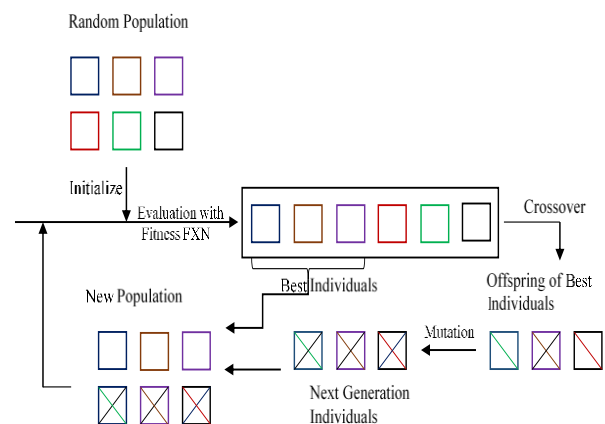 Random Population
Initialize
Evaluation with
Fitness FXN
Crossover
Best Individuals
Offspring of Best
Individuals
New Population
Mutation
Next Generation
Individuals